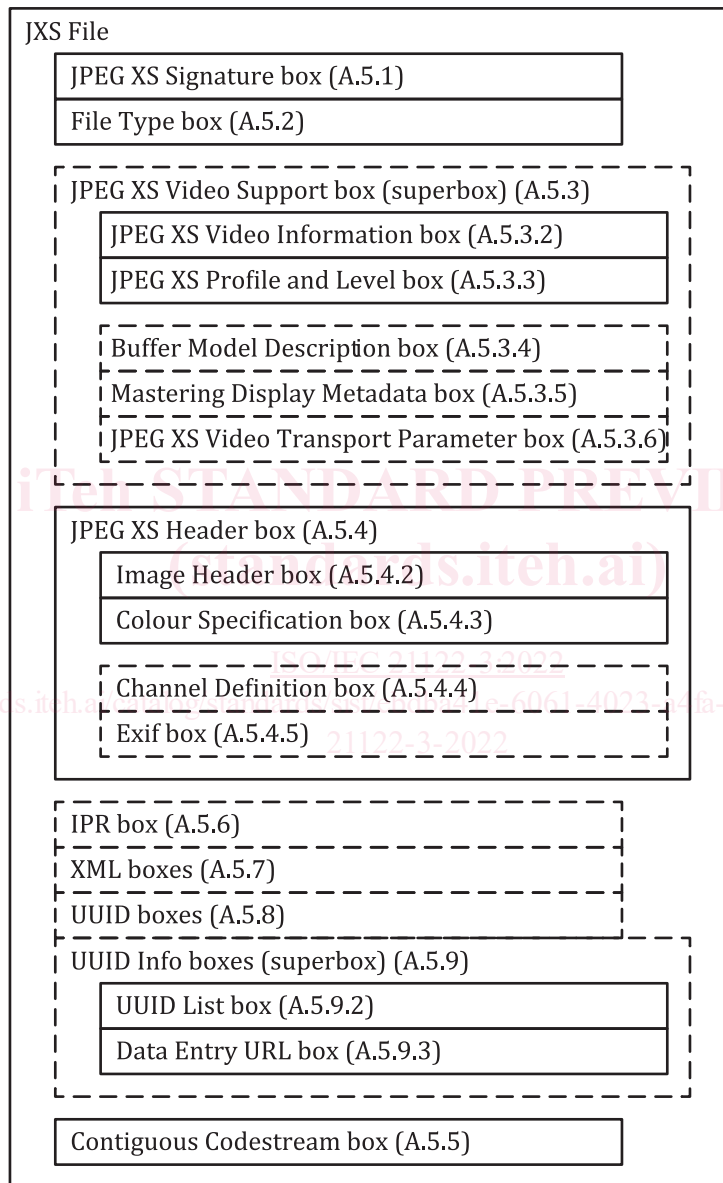 JXS File
JPEG XS Signature box (A.5.1)
File Type box (A.5.2)
JPEG XS Video Support box (superbox) (A.5.3)
JPEG XS Video Information box (A.5.3.2)
JPEG XS Profile and Level box (A.5.3.3)
Buffer Model Description box (A.5.3.4)
Mastering Display Metadata box (A.5.3.5)
JPEG XS Video Transport Parameter box (A.5.3.6)
iTeh STANDARD PREVI
JPEG XS Header box (A.5.4)
(standards.iteh.ai)
Image Header box (A.5.4.2)
Colour Specification box (A.5.4.3)
ISO/IEC 21122-3:2022
Channel Definition box (A.5.4.4)
Exif box (A.5.4.5)
21122-3-2022
IPR box (A.5.6)
XML boxes (A.5.7)
UUID boxes (A.5.8)
UUID Info boxes (superbox) (A.5.9)
UUID List box (A.5.9.2)
Data Entry URL box (A.5.9.3)
Contiguous Codestream box (A.5.5)